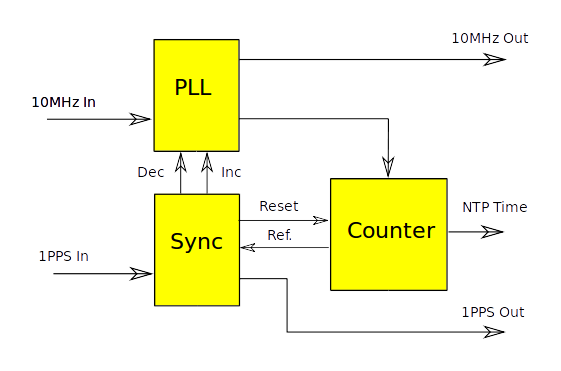 10MHz Out
PLL
10MHz In
Dec
Inc
Reset
NTP Time
Ref.
Sync
Counter
1PPS In
1PPS Out